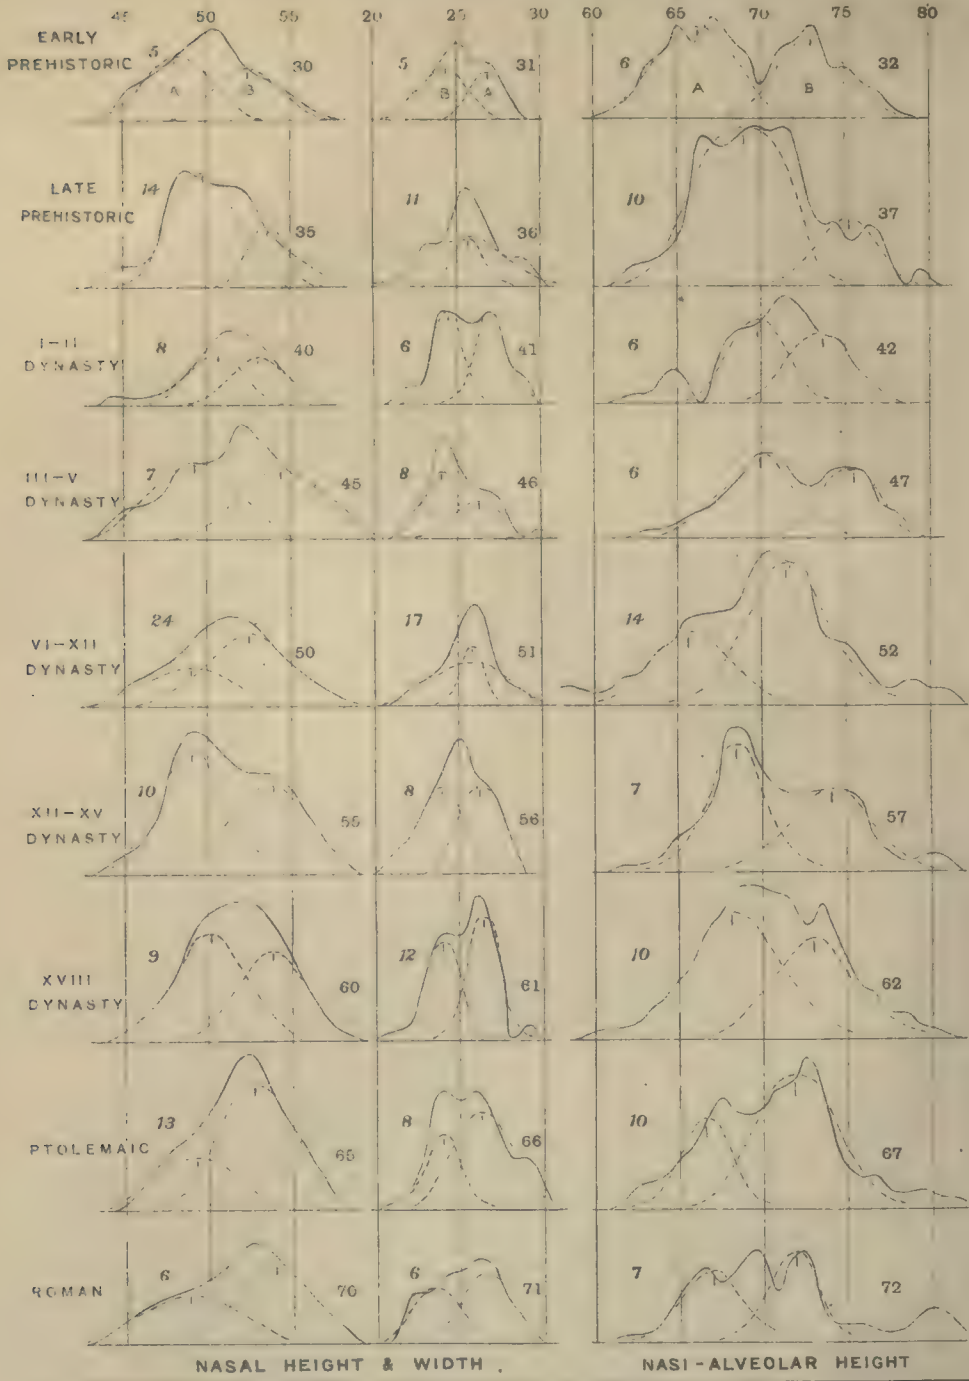 45 50 55 20 25 30 60 65 70 75 80
EARLY
PREHISTORIC
5 A B 30 5 B A 31 6 A B 32
LATE
PREHISTORIC
14 35 11 36 10 37
I-II
DYNASTY
8 40 6 41 6 42
III-V
DYNASTY
7 45 8 46 6 47
VI-XII
DYNASTY
24 50 17 51 14 52
XII-XV
DYNASTY
10 55 8 56 7 57
XVIII
DYNASTY
9 60 12 61 10 62
PTOLEMAIC
13 65 8 66 10 67
ROMAN
6 70 6 71 7 72
NASAL HEIGHT & WIDTH. NASI-ALVEOLAR HEIGHT